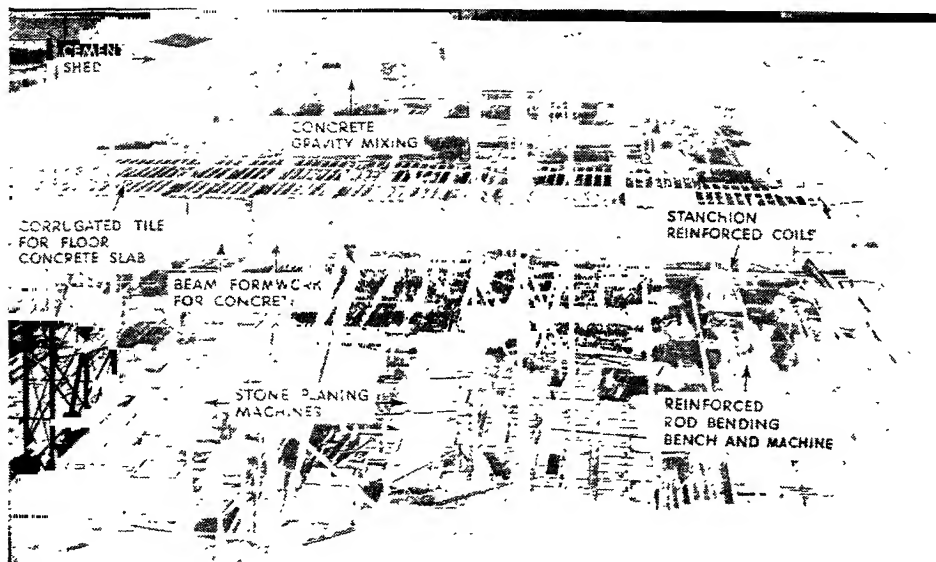 CEMENT
SHED
CONCRETE
GRAVITY MIXING
CORRUGATED TILE
FOR FLOOR
CONCRETE SLAB
STANCHION
REINFORCED COILS
BEAM FORMWORK
FOR CONCRETE
STONE PLANING
MACHINES
REINFORCED
ROD BENDING
BENCH AND MACHINE